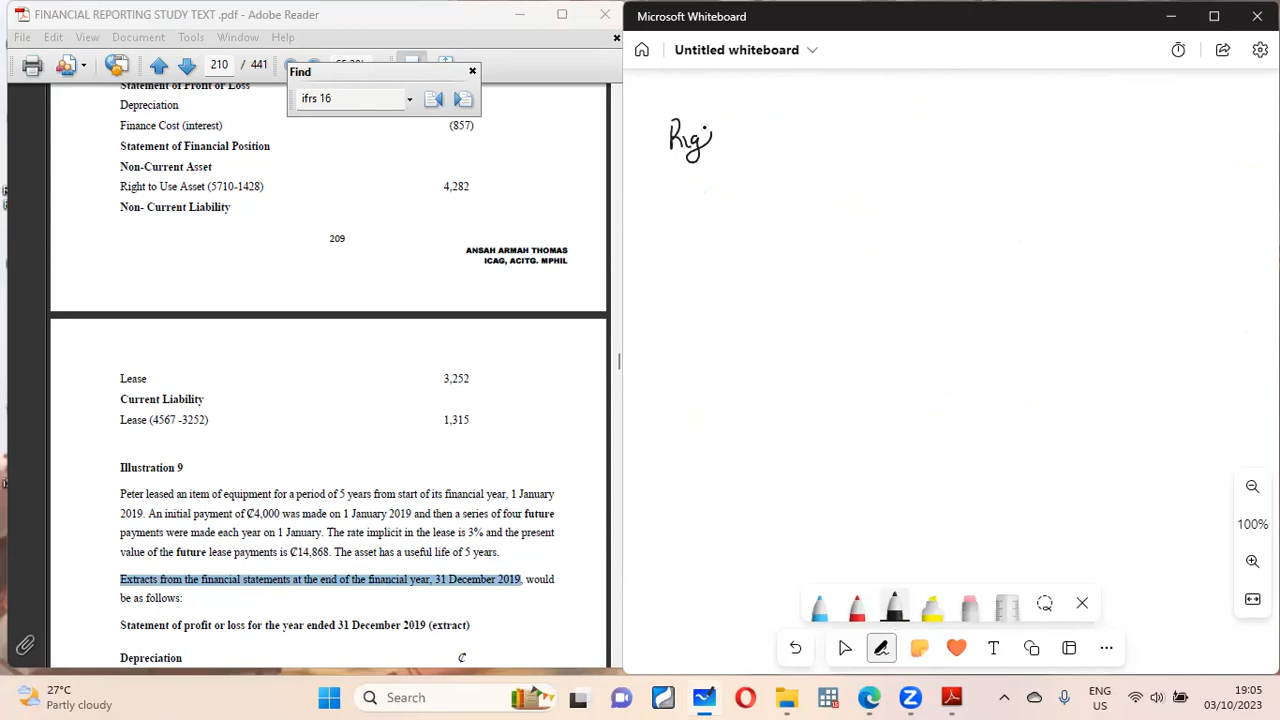 FINANCIAL REPORTING STUDY TEXT .pdf - Adobe Reader
File Edit View Document Tools Window Help
210 / 441
Find
ifrs 16
Statement of Profit or Loss
Depreciation
Finance Cost (interest) (857)
Statement of Financial Position
Non-Current Asset
Right to Use Asset (5710-1428) 4,282
Non- Current Liability
209
ANSAH ARMAH THOMAS
ICAG, ACITG. MPHIL
Lease 3,252
Current Liability
Lease (4567 -3252) 1,315
Illustration 9
Peter leased an item of equipment for a period of 5 years from start of its financial year, 1 January
2019. An initial payment of ₵4,000 was made on 1 January 2019 and then a series of four future
payments were made each year on 1 January. The rate implicit in the lease is 3% and the present
value of the future lease payments is ₵14,868. The asset has a useful life of 5 years.
Extracts from the financial statements at the end of the financial year, 31 December 2019, would
be as follows:
Statement of profit or loss for the year ended 31 December 2019 (extract)
Depreciation ₵
Microsoft Whiteboard
Untitled whiteboard
Rig
100%
27°C
Partly cloudy
Search
ENG
US
19:05
03/10/2023